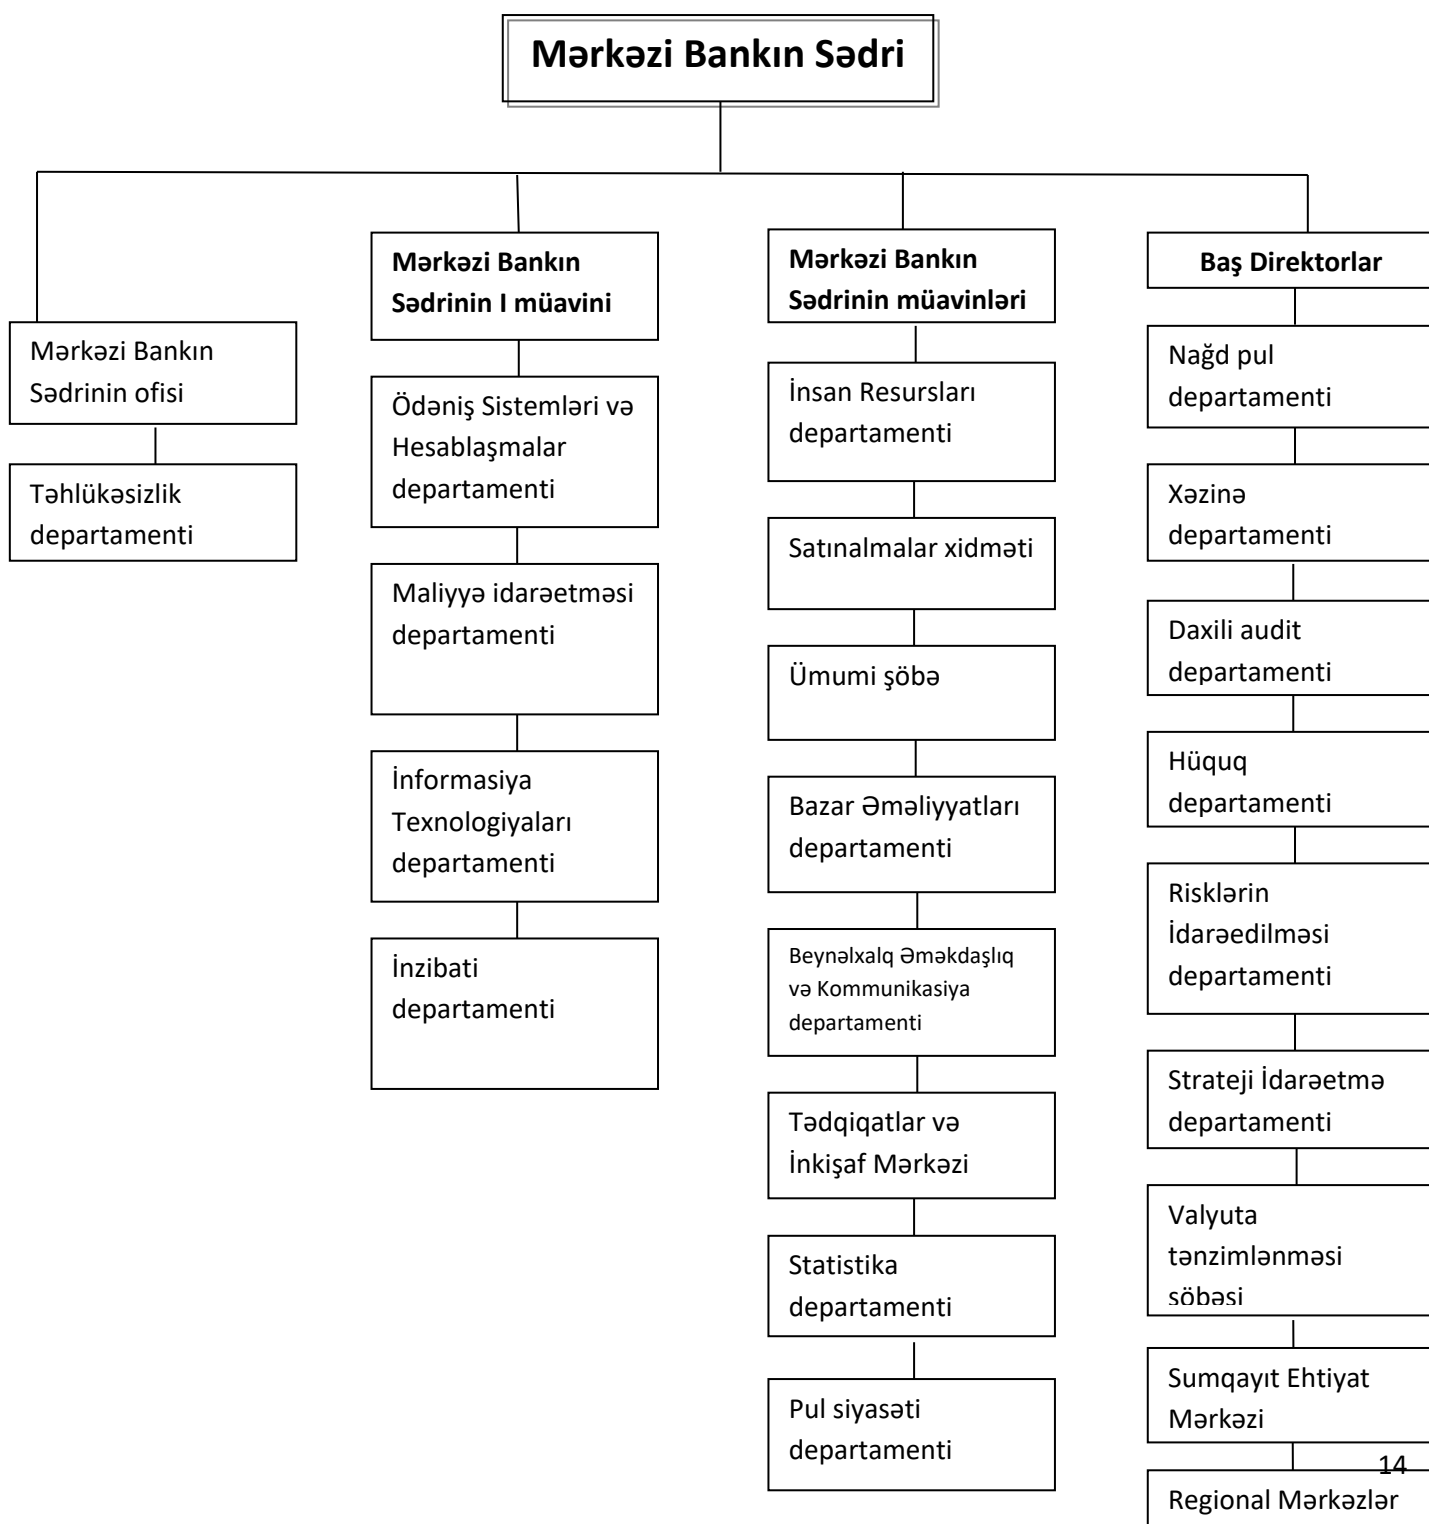 Mərkəzi Bankın Sədri
Mərkəzi Bankın
Sədrinin ofisi
Təhlükəsizlik
departamenti
Mərkəzi Bankın
Sədrinin I müavini
Ödəniş Sistemləri və
Hesablaşmalar
departamenti
Maliyyə idarəetməsi
departamenti
İnformasiya
Texnologiyaları
departamenti
İnzibati
departamenti
Mərkəzi Bankın
Sədrinin müavinləri
İnsan Resursları
departamenti
Satınalmalar xidməti
Ümumi şöbə
Bazar Əməliyyatları
departamenti
Beynəlxalq Əməkdaşlıq
və Kommunikasiya
departamenti
Tədqiqatlar və
İnkişaf Mərkəzi
Statistika
departamenti
Pul siyasəti
departamenti
Baş Direktorlar
Nağd pul
departamenti
Xəzinə
departamenti
Daxili audit
departamenti
Hüquq
departamenti
Risklərin
İdarəedilməsi
departamenti
Strateji İdarəetmə
departamenti
Valyuta
tənzimlənməsi
şöbəsi
Sumqayıt Ehtiyat
Mərkəzi
Regional Mərkəzlər
14